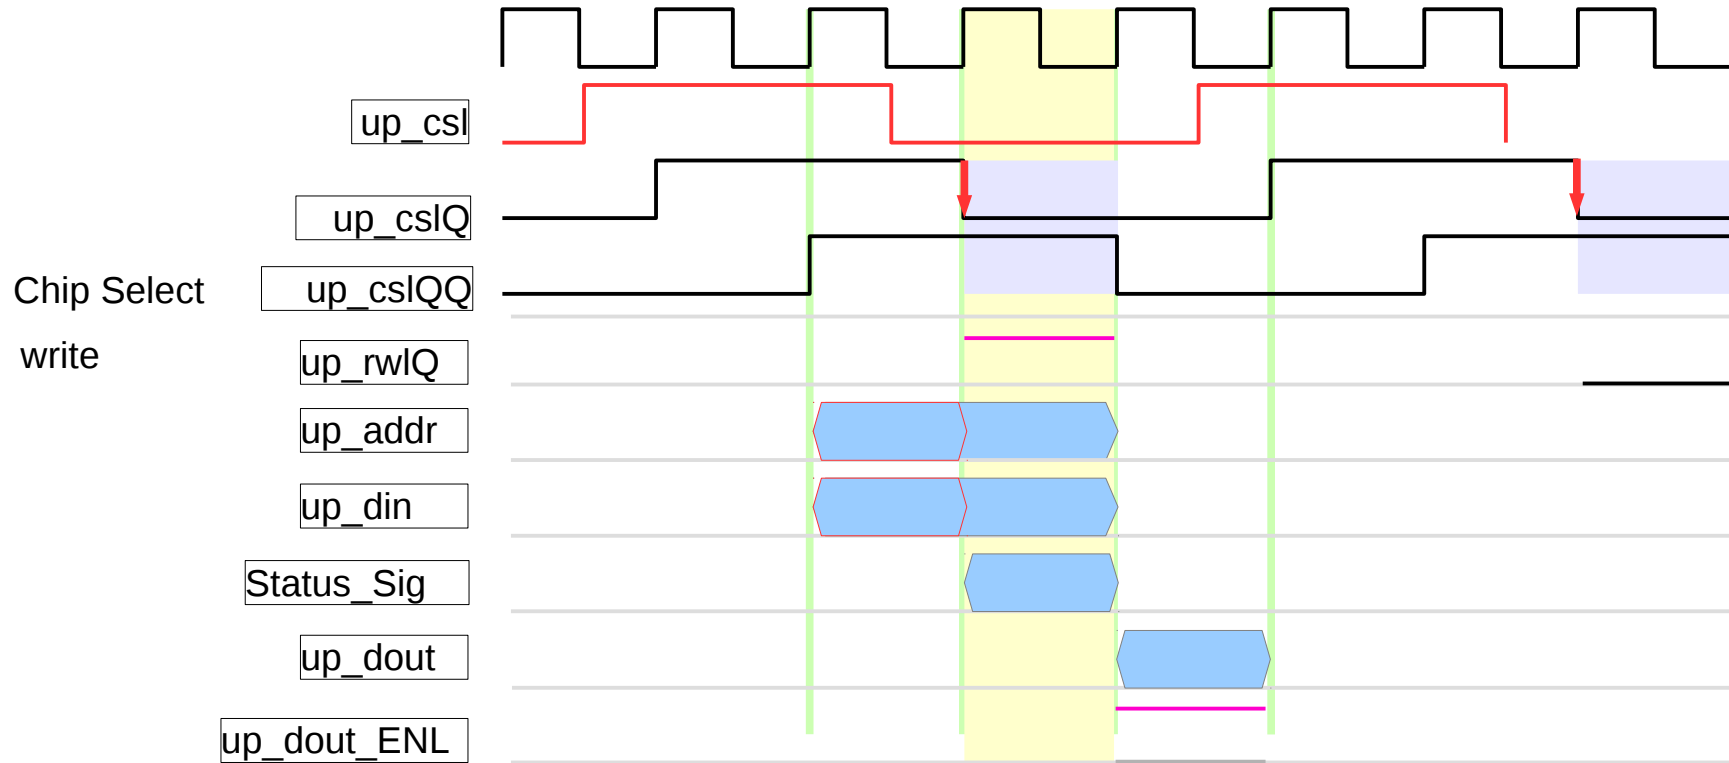 up_csl
up_cslQ
up_cslQQ
Chip Select
write
up_rwlQ
up_addr
up_din
Status_Sig
up_dout
up_dout_ENL